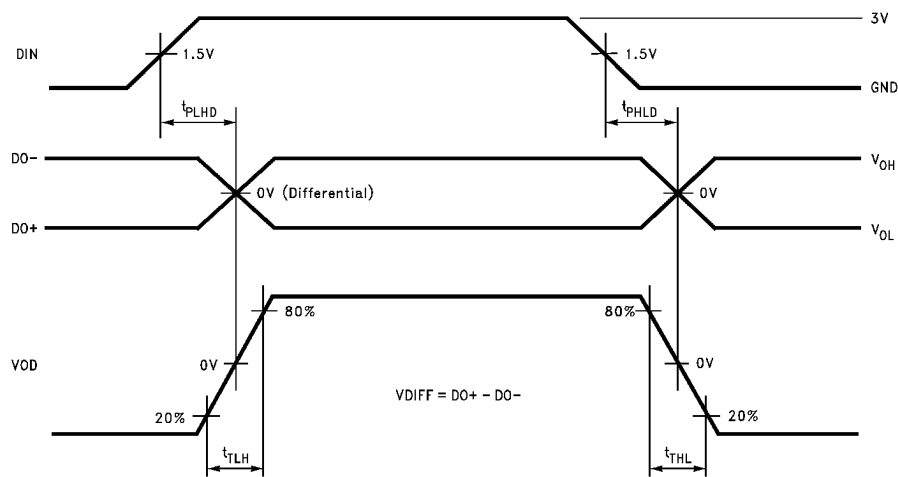 3V
DIN
1.5V
1.5V
GND
tPLHD
tPHLD
DO-
VOH
0V (Differential)
0V
DO+
VOL
80%
80%
VOD
0V
0V
VDIFF = DO+ - DO-
20%
20%
tTLH
tTHL